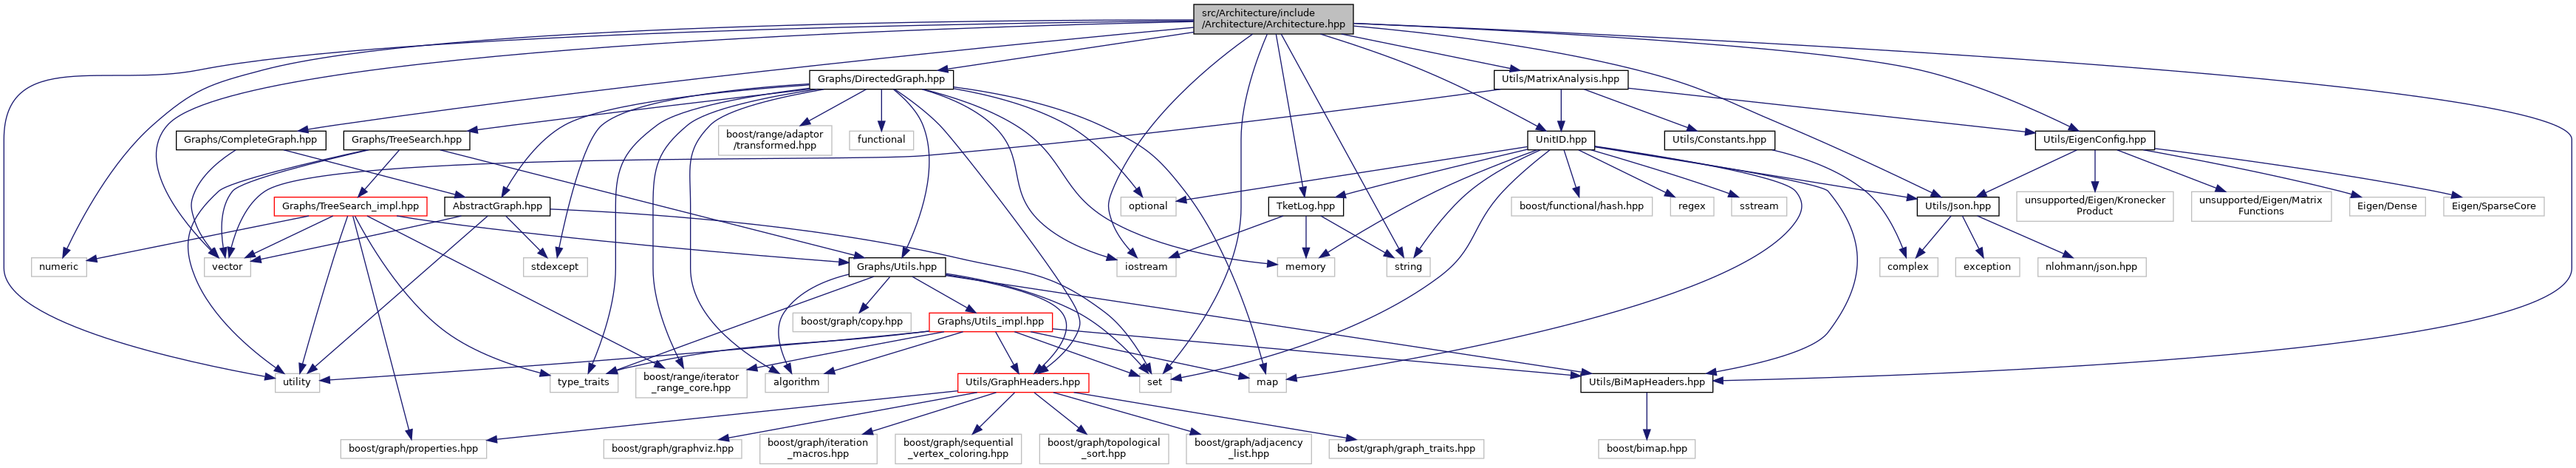 src/Architecture/include
/Architecture/Architecture.hpp
Graphs/DirectedGraph.hpp
Utils/MatrixAnalysis.hpp
Graphs/CompleteGraph.hpp
Graphs/TreeSearch.hpp
boost/range/adaptor
/transformed.hpp
functional
UnitID.hpp
Utils/Constants.hpp
Utils/EigenConfig.hpp
Graphs/TreeSearch_impl.hpp
AbstractGraph.hpp
optional
TketLog.hpp
boost/functional/hash.hpp
regex
sstream
Utils/Json.hpp
unsupported/Eigen/Kronecker
Product
unsupported/Eigen/Matrix
Functions
Eigen/Dense
Eigen/SparseCore
numeric
vector
stdexcept
Graphs/Utils.hpp
iostream
memory
string
complex
exception
nlohmann/json.hpp
boost/graph/copy.hpp
Graphs/Utils_impl.hpp
utility
type_traits
boost/range/iterator
_range_core.hpp
algorithm
Utils/GraphHeaders.hpp
set
map
Utils/BiMapHeaders.hpp
boost/graph/properties.hpp
boost/graph/graphviz.hpp
boost/graph/iteration
_macros.hpp
boost/graph/sequential
_vertex_coloring.hpp
boost/graph/topological
_sort.hpp
boost/graph/adjacency
_list.hpp
boost/graph/graph_traits.hpp
boost/bimap.hpp